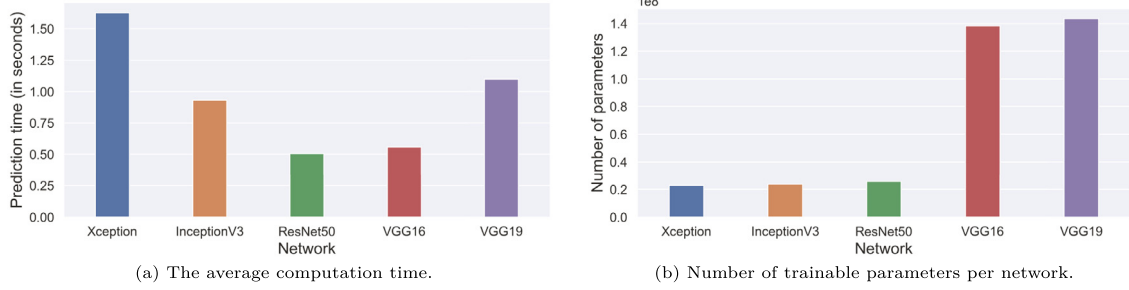 Prediction time (in seconds)
1.50
1.25
1.00
0.75
0.50
0.25
0.00
Xception InceptionV3 ResNet50 VGG16 VGG19
Network
(a) The average computation time.
1e8
Number of parameters
1.4
1.2
1.0
0.8
0.6
0.4
0.2
0.0
Xception InceptionV3 ResNet50 VGG16 VGG19
Network
(b) Number of trainable parameters per network.